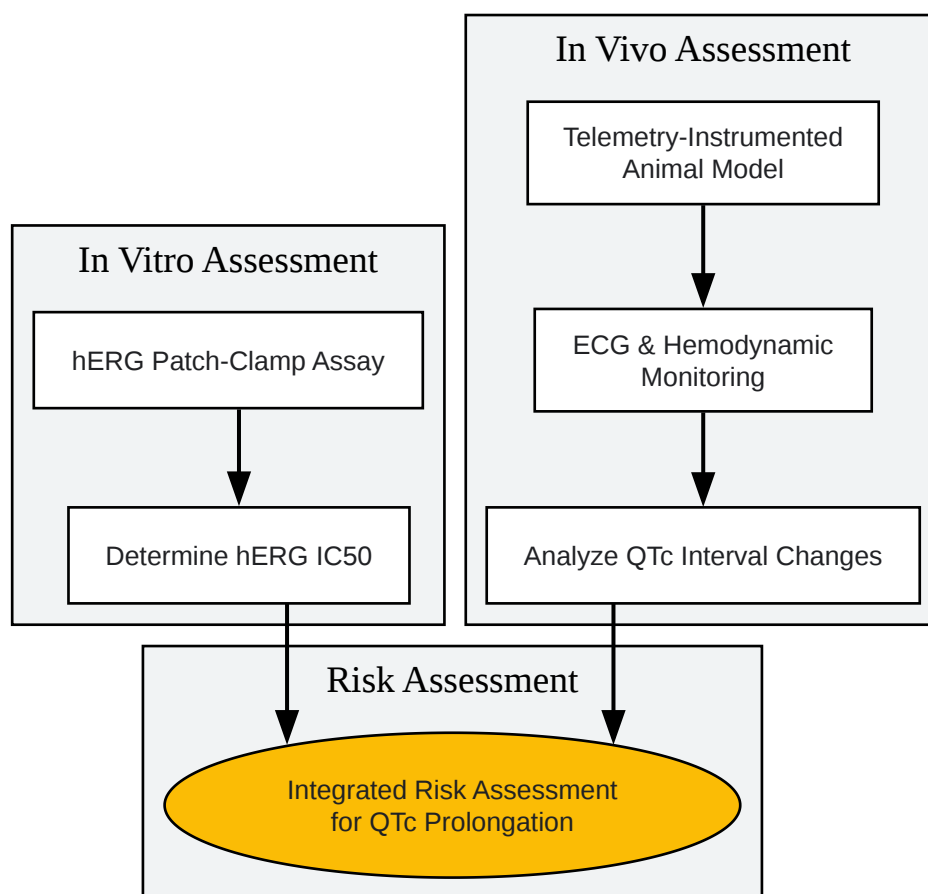 In Vivo Assessment
Telemetry-Instrumented
Animal Model
ECG & Hemodynamic
Monitoring
Analyze QTc Interval Changes
In Vitro Assessment
hERG Patch-Clamp Assay
Determine hERG IC50
Risk Assessment
Integrated Risk Assessment
for QTc Prolongation